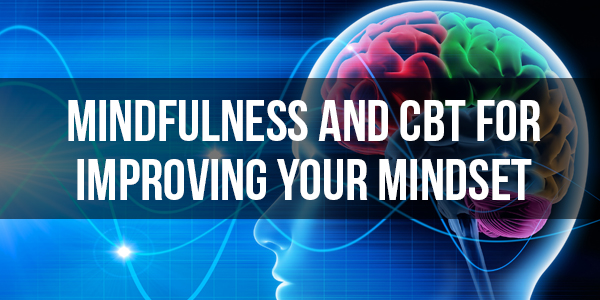 MINDFULNESS AND CBT FOR
IMPROVING YOUR MINDSET